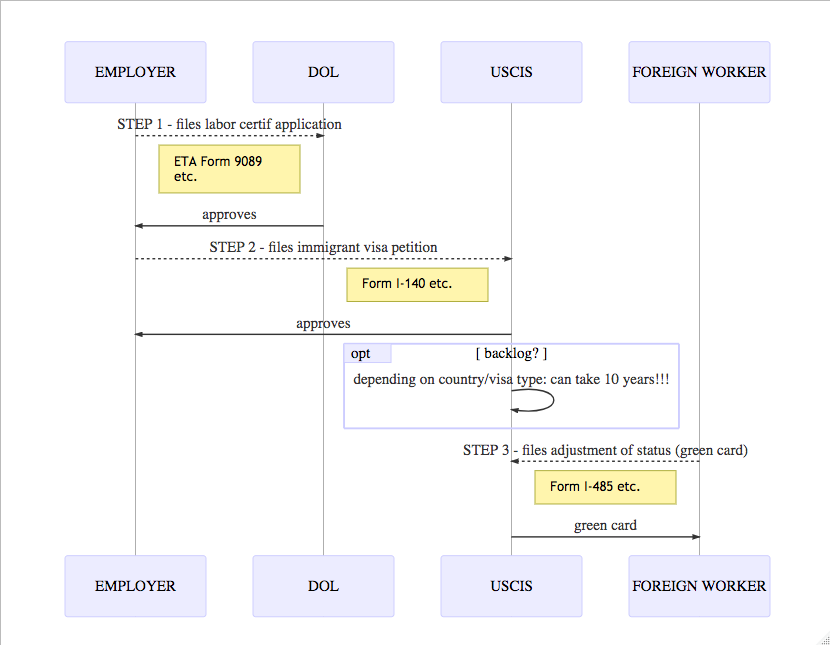 EMPLOYER
DOL
USCIS
FOREIGN WORKER
STEP 1 - files labor certif application
ETA Form 9089
etc.
approves
STEP 2 - files immigrant visa petition
Form I-140 etc.
approves
opt
[ backlog? ]
depending on country/visa type: can take 10 years!!!
STEP 3 - files adjustment of status (green card)
Form I-485 etc.
green card
EMPLOYER
DOL
USCIS
FOREIGN WORKER